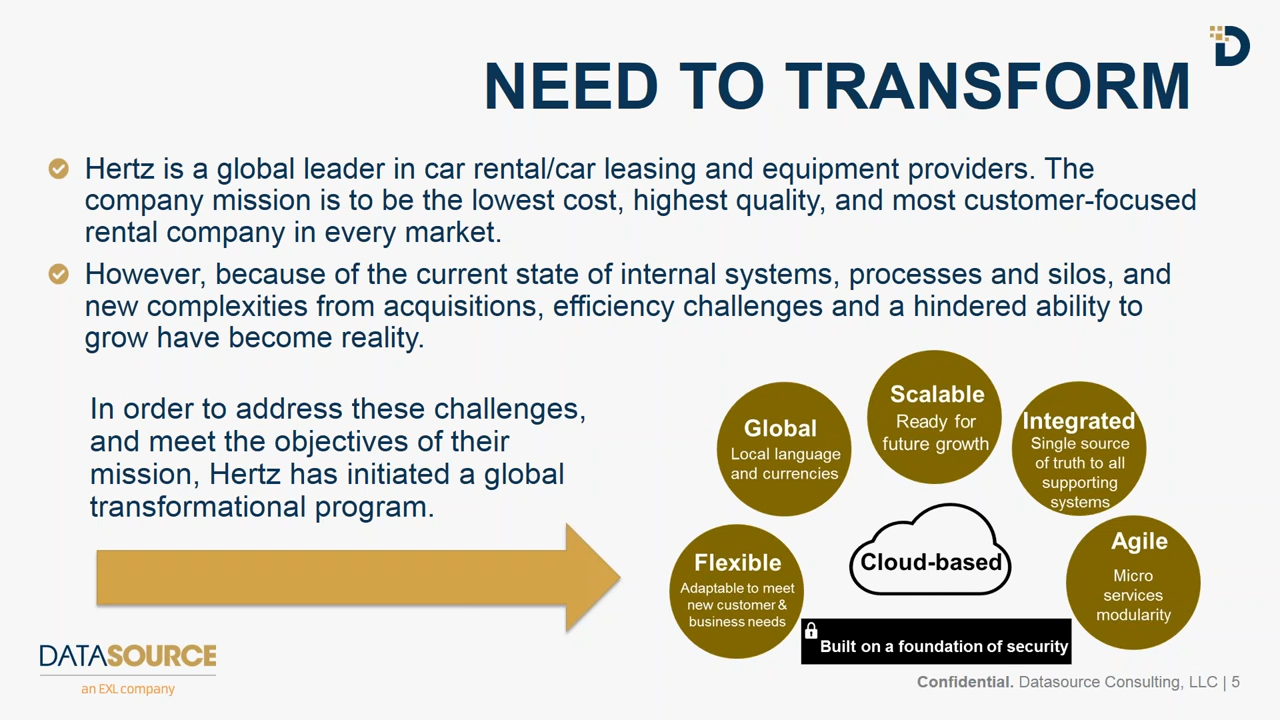 NEED TO TRANSFORM
Hertz is a global leader in car rental/car leasing and equipment providers. The
company mission is to be the lowest cost, highest quality, and most customer-focused
rental company in every market.
However, because of the current state of internal systems, processes and silos, and
new complexities from acquisitions, efficiency challenges and a hindered ability to
grow have become reality.
In order to address these challenges,
and meet the objectives of their
mission, Hertz has initiated a global
transformational program.
Flexible
Adaptable to meet
new customer &
business needs
Global
Local language
and currencies
Scalable
Ready for
future growth
Integrated
Single source
of truth to all
supporting
systems
Agile
Micro
services
modularity
Cloud-based
Built on a foundation of security
DATASOURCE
an EXL company
Confidential. Datasource Consulting, LLC | 5